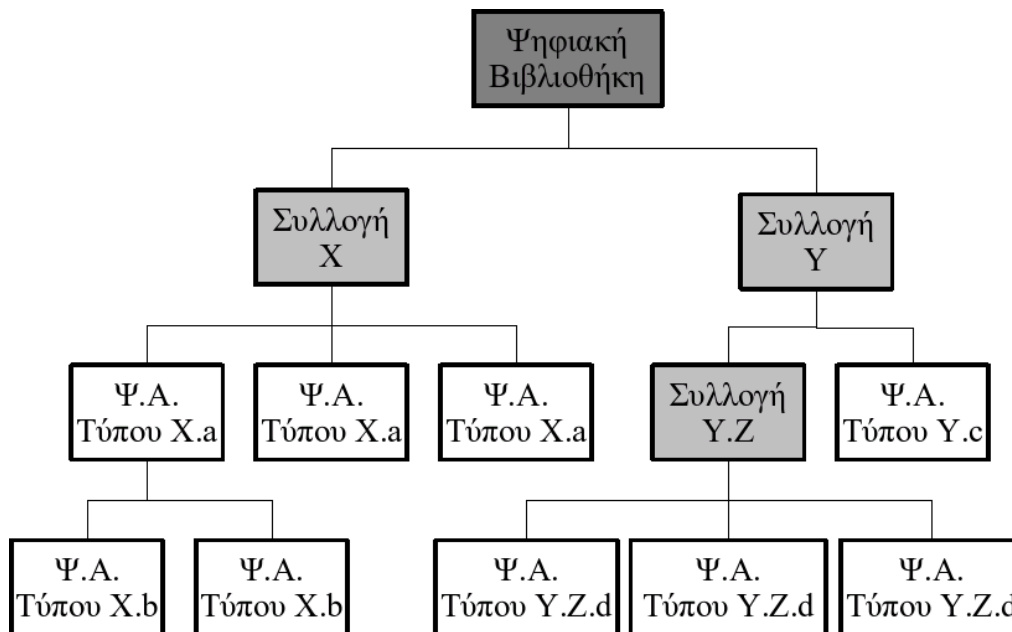 Ψηφιακή
Βιβλιοθήκη
Συλλογή
X
Συλλογή
Y
Ψ.Α.
Τύπου X.a
Ψ.Α.
Τύπου X.a
Ψ.Α.
Τύπου X.a
Συλλογή
Y.Z
Ψ.Α.
Τύπου Y.c
Ψ.Α.
Τύπου X.b
Ψ.Α.
Τύπου X.b
Ψ.Α.
Τύπου Y.Z.d
Ψ.Α.
Τύπου Y.Z.d
Ψ.Α.
Τύπου Y.Z.d